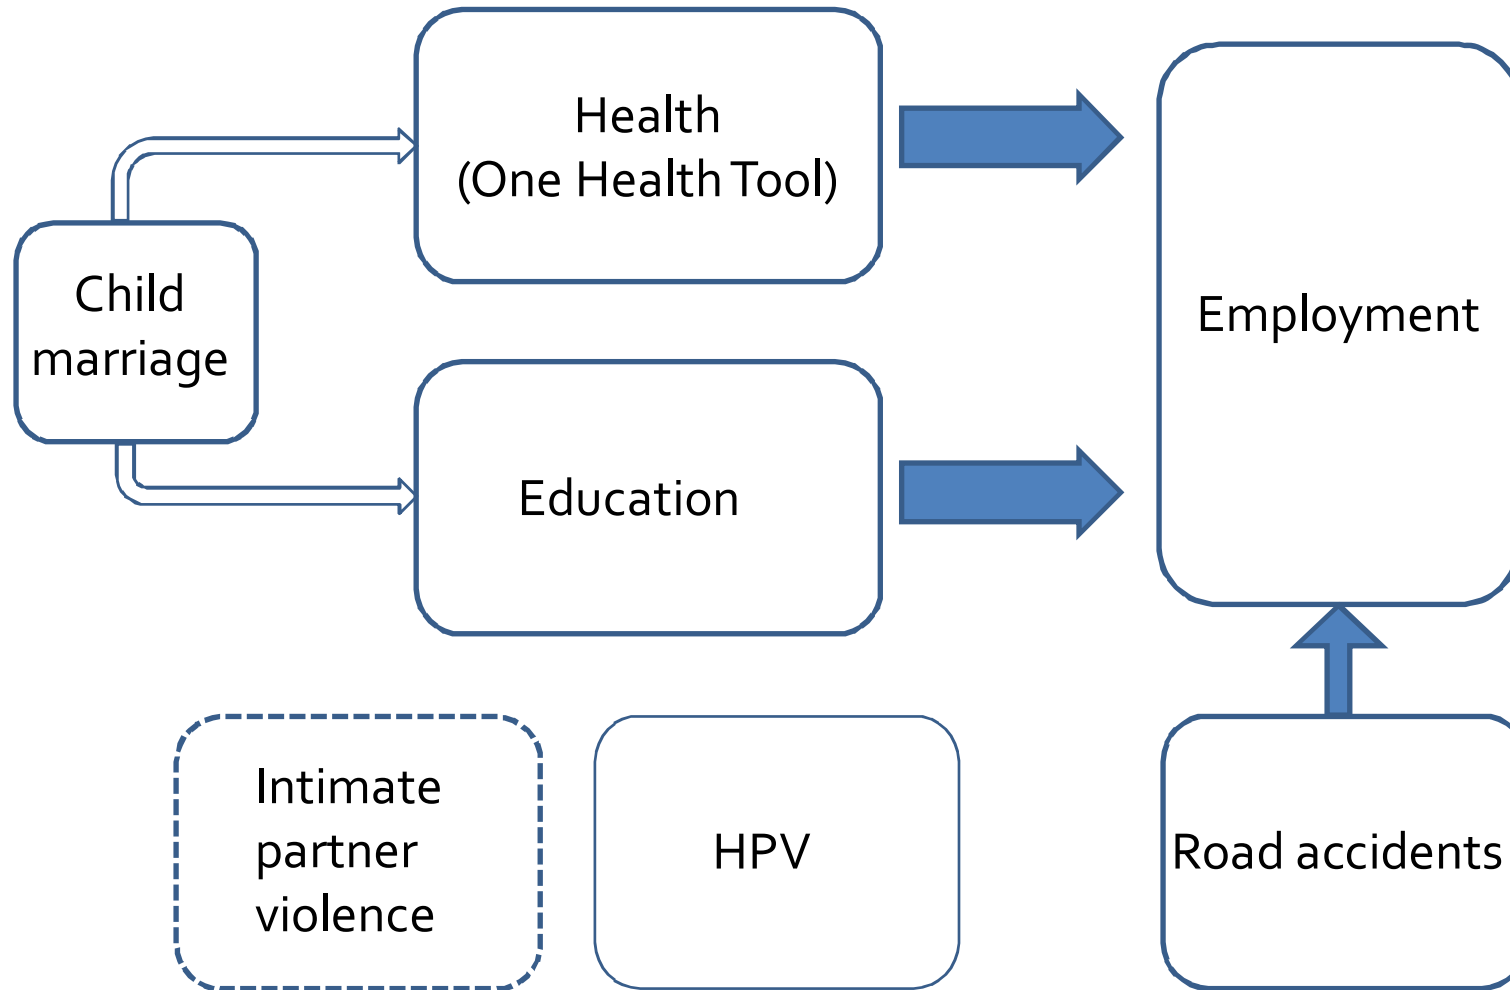 Health
(One Health Tool)
Child
marriage
Employment
Education
Intimate
partner
violence
HPV
Road accidents